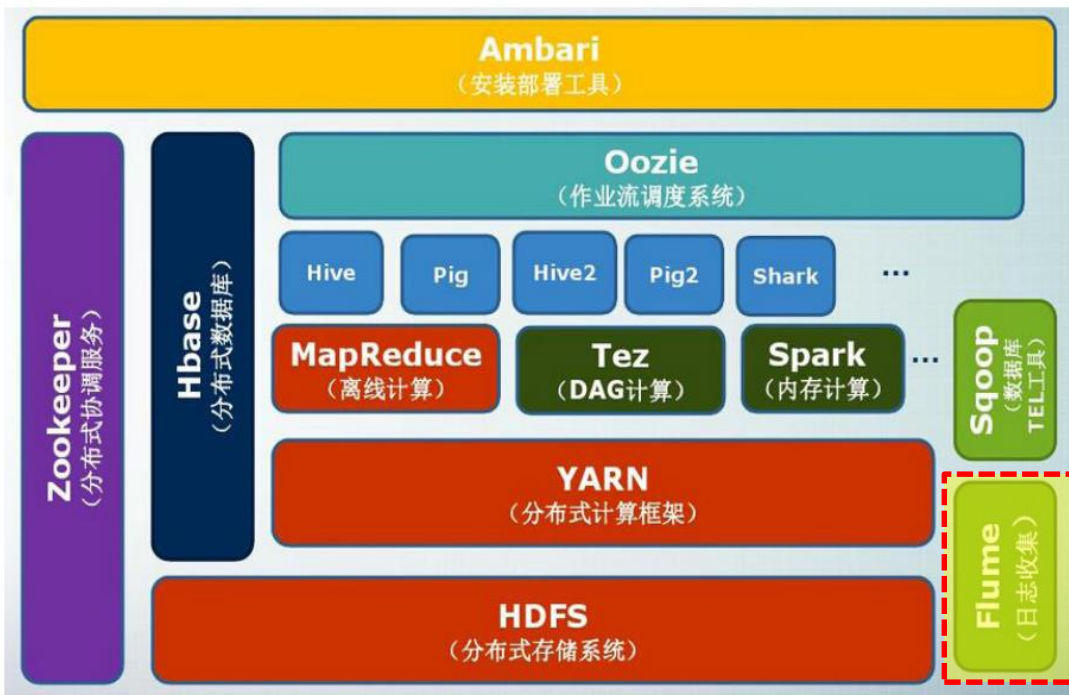 Ambari
(安装部署工具)
Zookeeper
(分布式协调服务)
Hbase
(分布式数据库)
Oozie
(作业流调度系统)
Hive
Pig
Hive2
Pig2
Shark
...
MapReduce
(离线计算)
Tez
(DAG计算)
Spark
(内存计算)
...
Sqoop
(数据库
TEL工具)
YARN
(分布式计算框架)
Flume
(日志收集)
HDFS
(分布式存储系统)